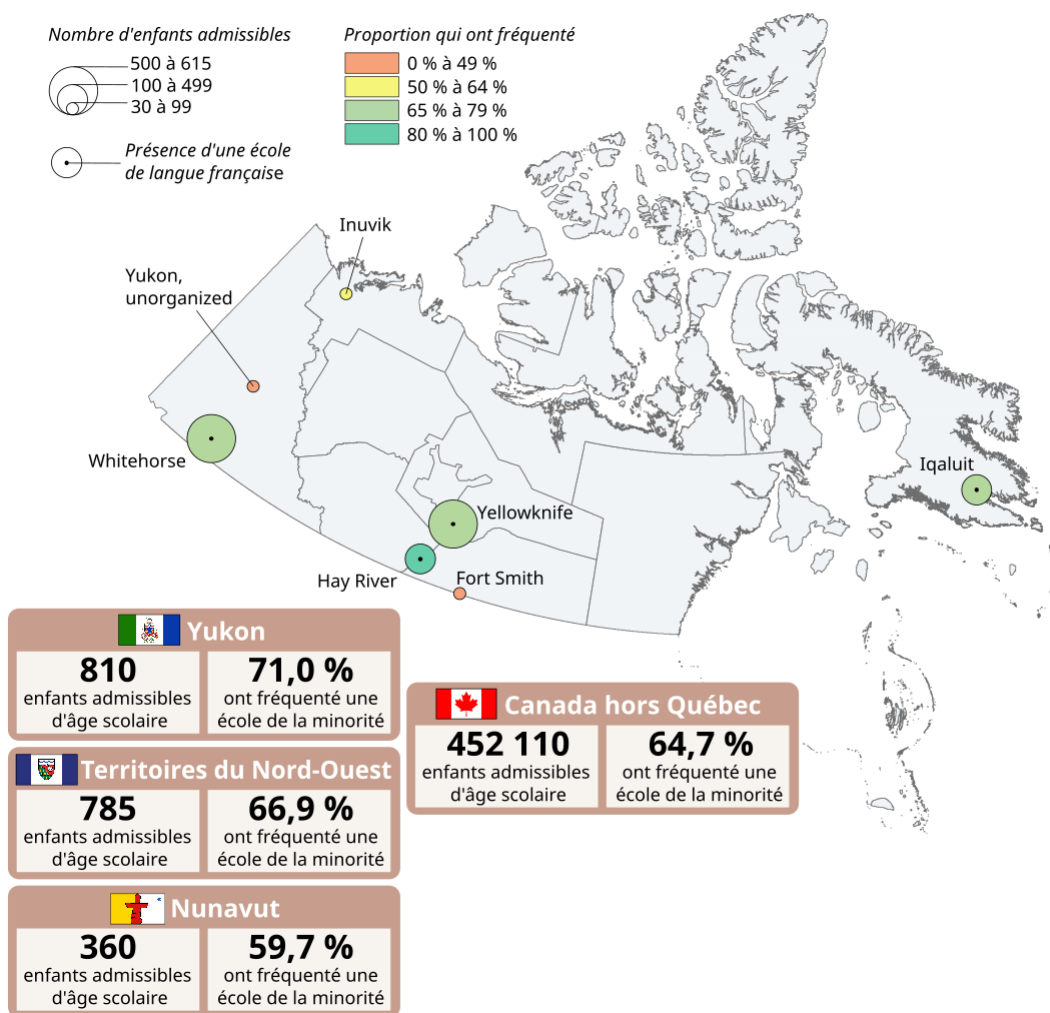 Nombre d'enfants admissibles
500 à 615
100 à 499
30 à 99
Présence d'une école
de langue française
Proportion qui ont fréquenté
0 % à 49 %
50 % à 64 %
65 % à 79 %
80 % à 100 %
Inuvik
Yukon,
unorganized
Whitehorse
Iqaluit
Yellowknife
Hay River
Fort Smith
Yukon
810
enfants admissibles
d'âge scolaire
71,0 %
ont fréquenté une
école de la minorité
Territoires du Nord-Ouest
785
enfants admissibles
d'âge scolaire
66,9 %
ont fréquenté une
école de la minorité
Nunavut
360
enfants admissibles
d'âge scolaire
59,7 %
ont fréquenté une
école de la minorité
Canada hors Québec
452 110
enfants admissibles
d'âge scolaire
64,7 %
ont fréquenté une
école de la minorité